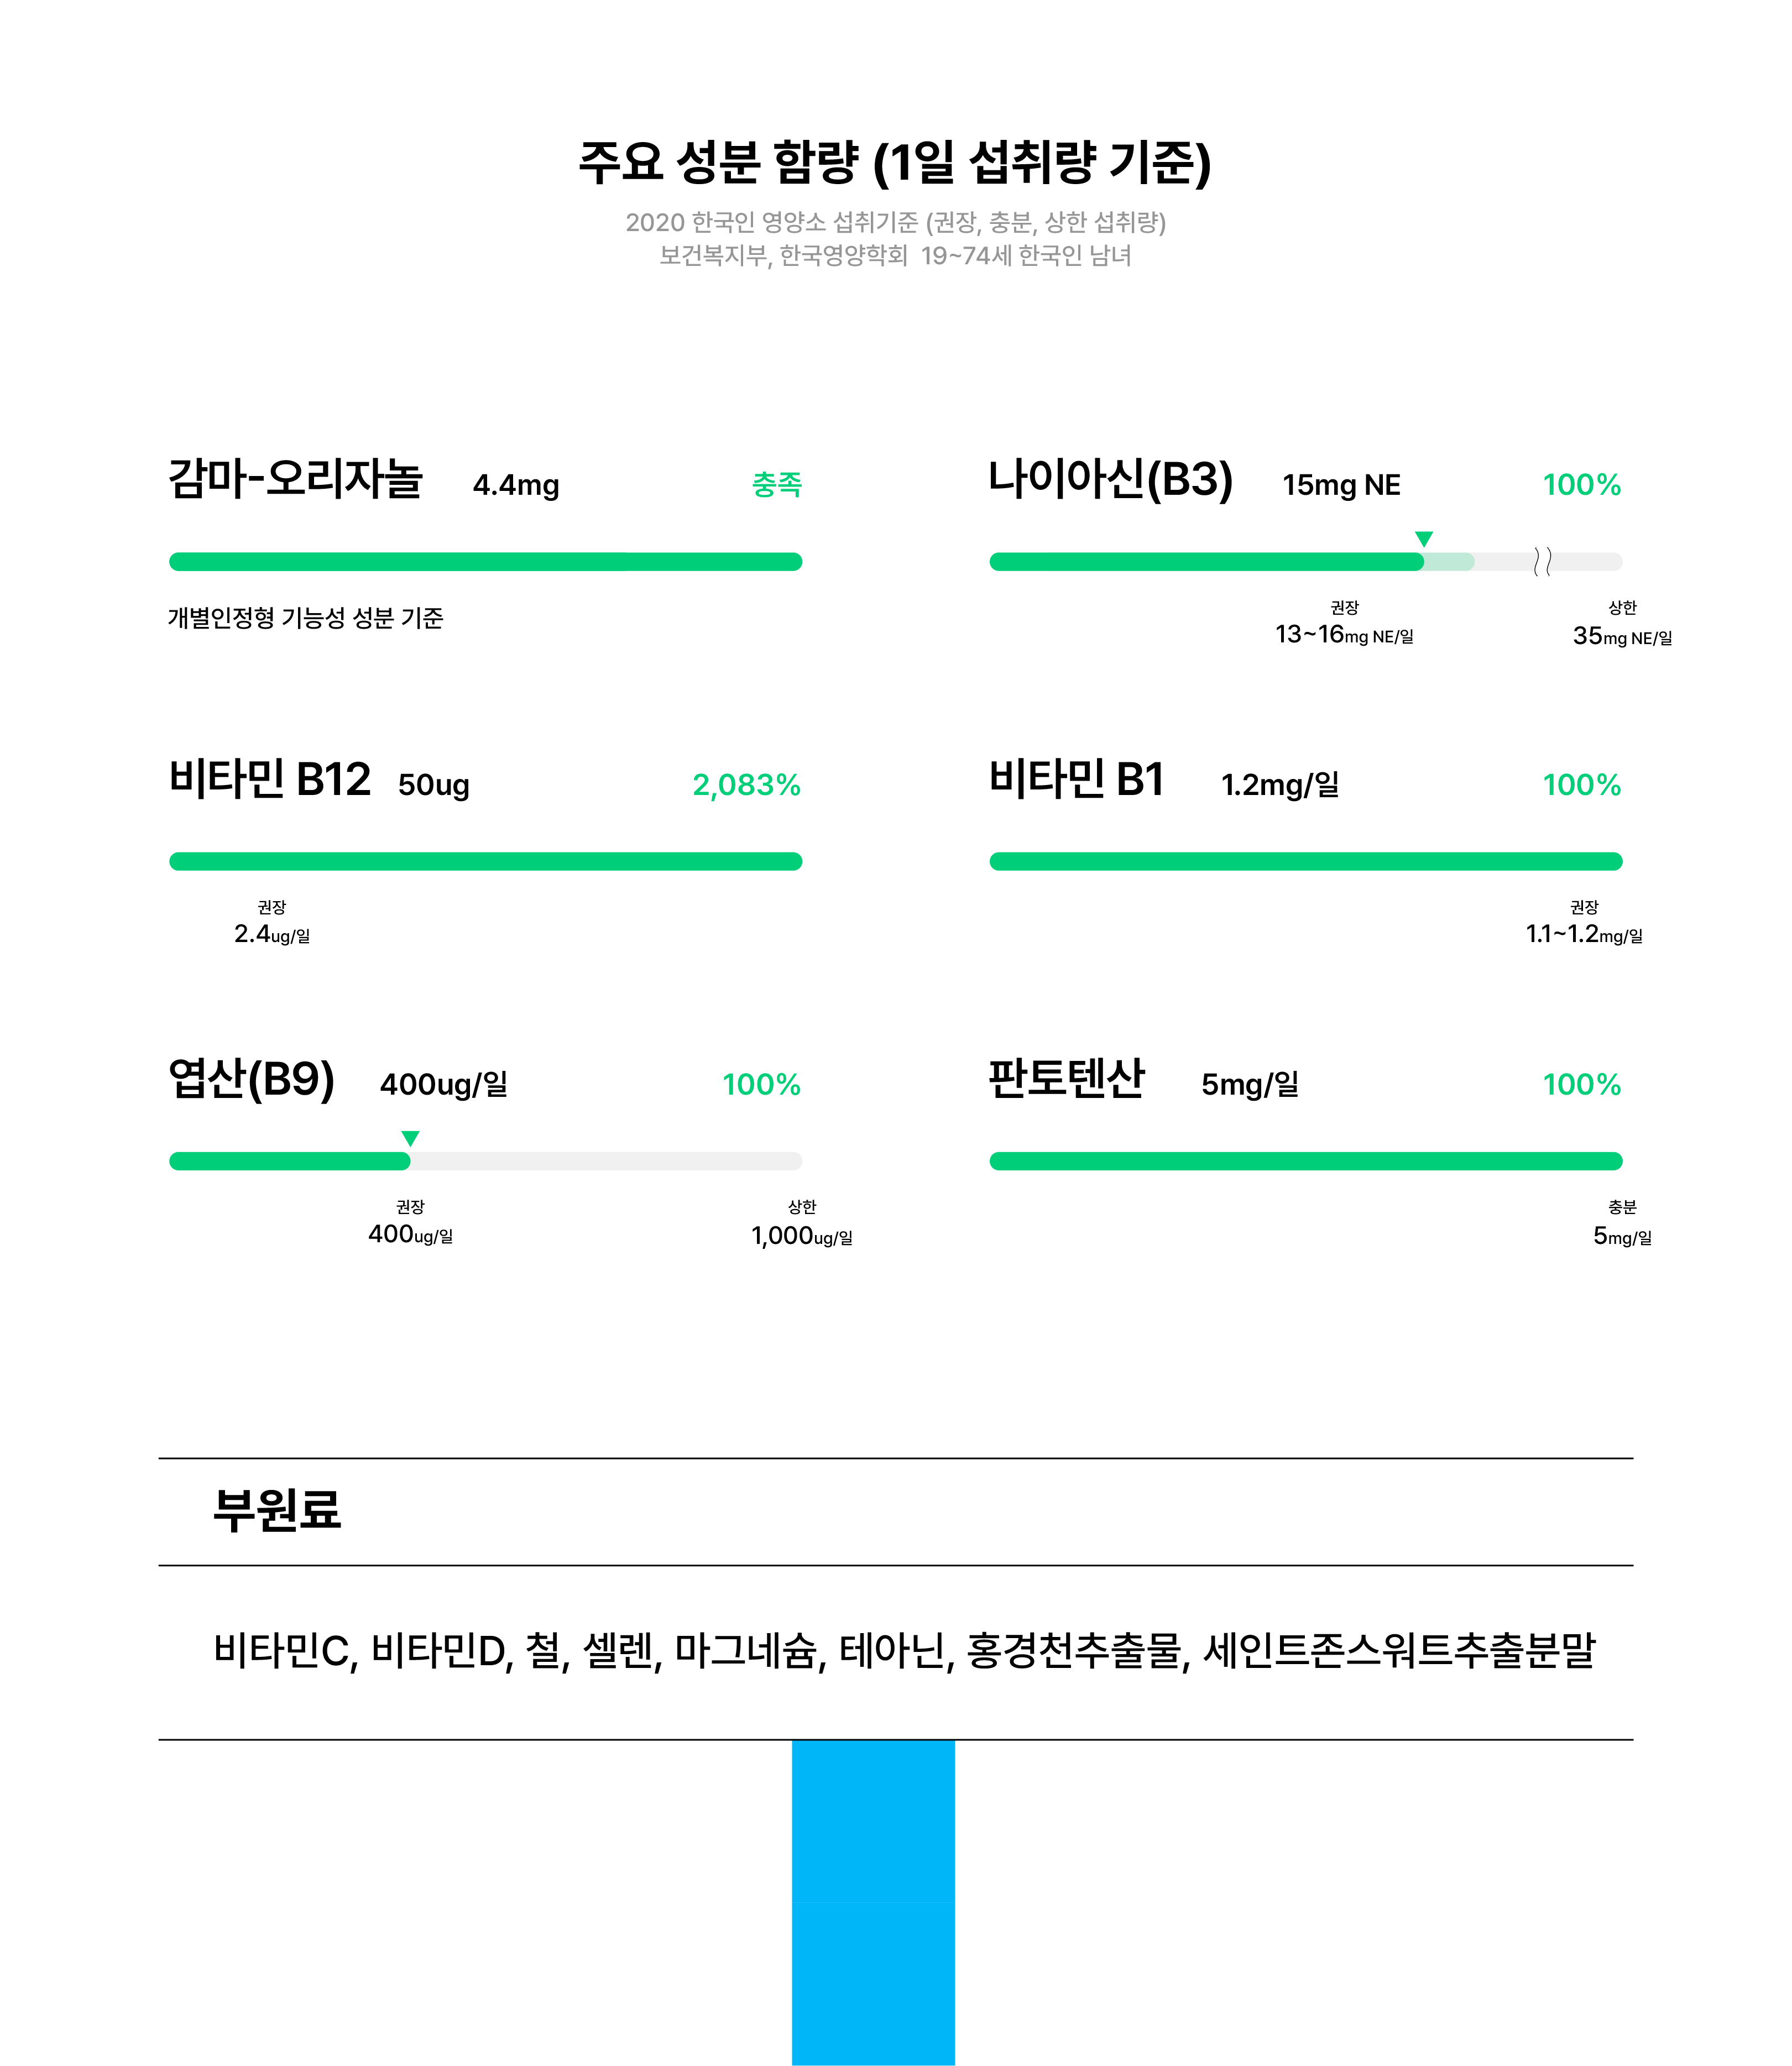 주요 성분 함량 (1일 섭취량 기준)
2020 한국인 영양소 섭취기준 (권장, 충분, 상한 섭취량)
보건복지부, 한국영양학회 19~74세 한국인 남녀
감마-오리자놀 4.4mg 충족
개별인정형 기능성 성분 기준
나이아신(B3) 15mg NE 100%
권장 상한
13~16mg NE/일 35mg NE/일
비타민 B12 50ug 2,083%
권장
2.4ug/일
비타민 B1 1.2mg/일 100%
권장
1.1~1.2mg/일
엽산(B9) 400ug/일 100%
권장 상한
400ug/일 1,000ug/일
판토텐산 5mg/일 100%
충분
5mg/일
부원료
비타민C, 비타민D, 철, 셀렌, 마그네슘, 테아닌, 홍경천추출물, 세인트존스워트추출분말